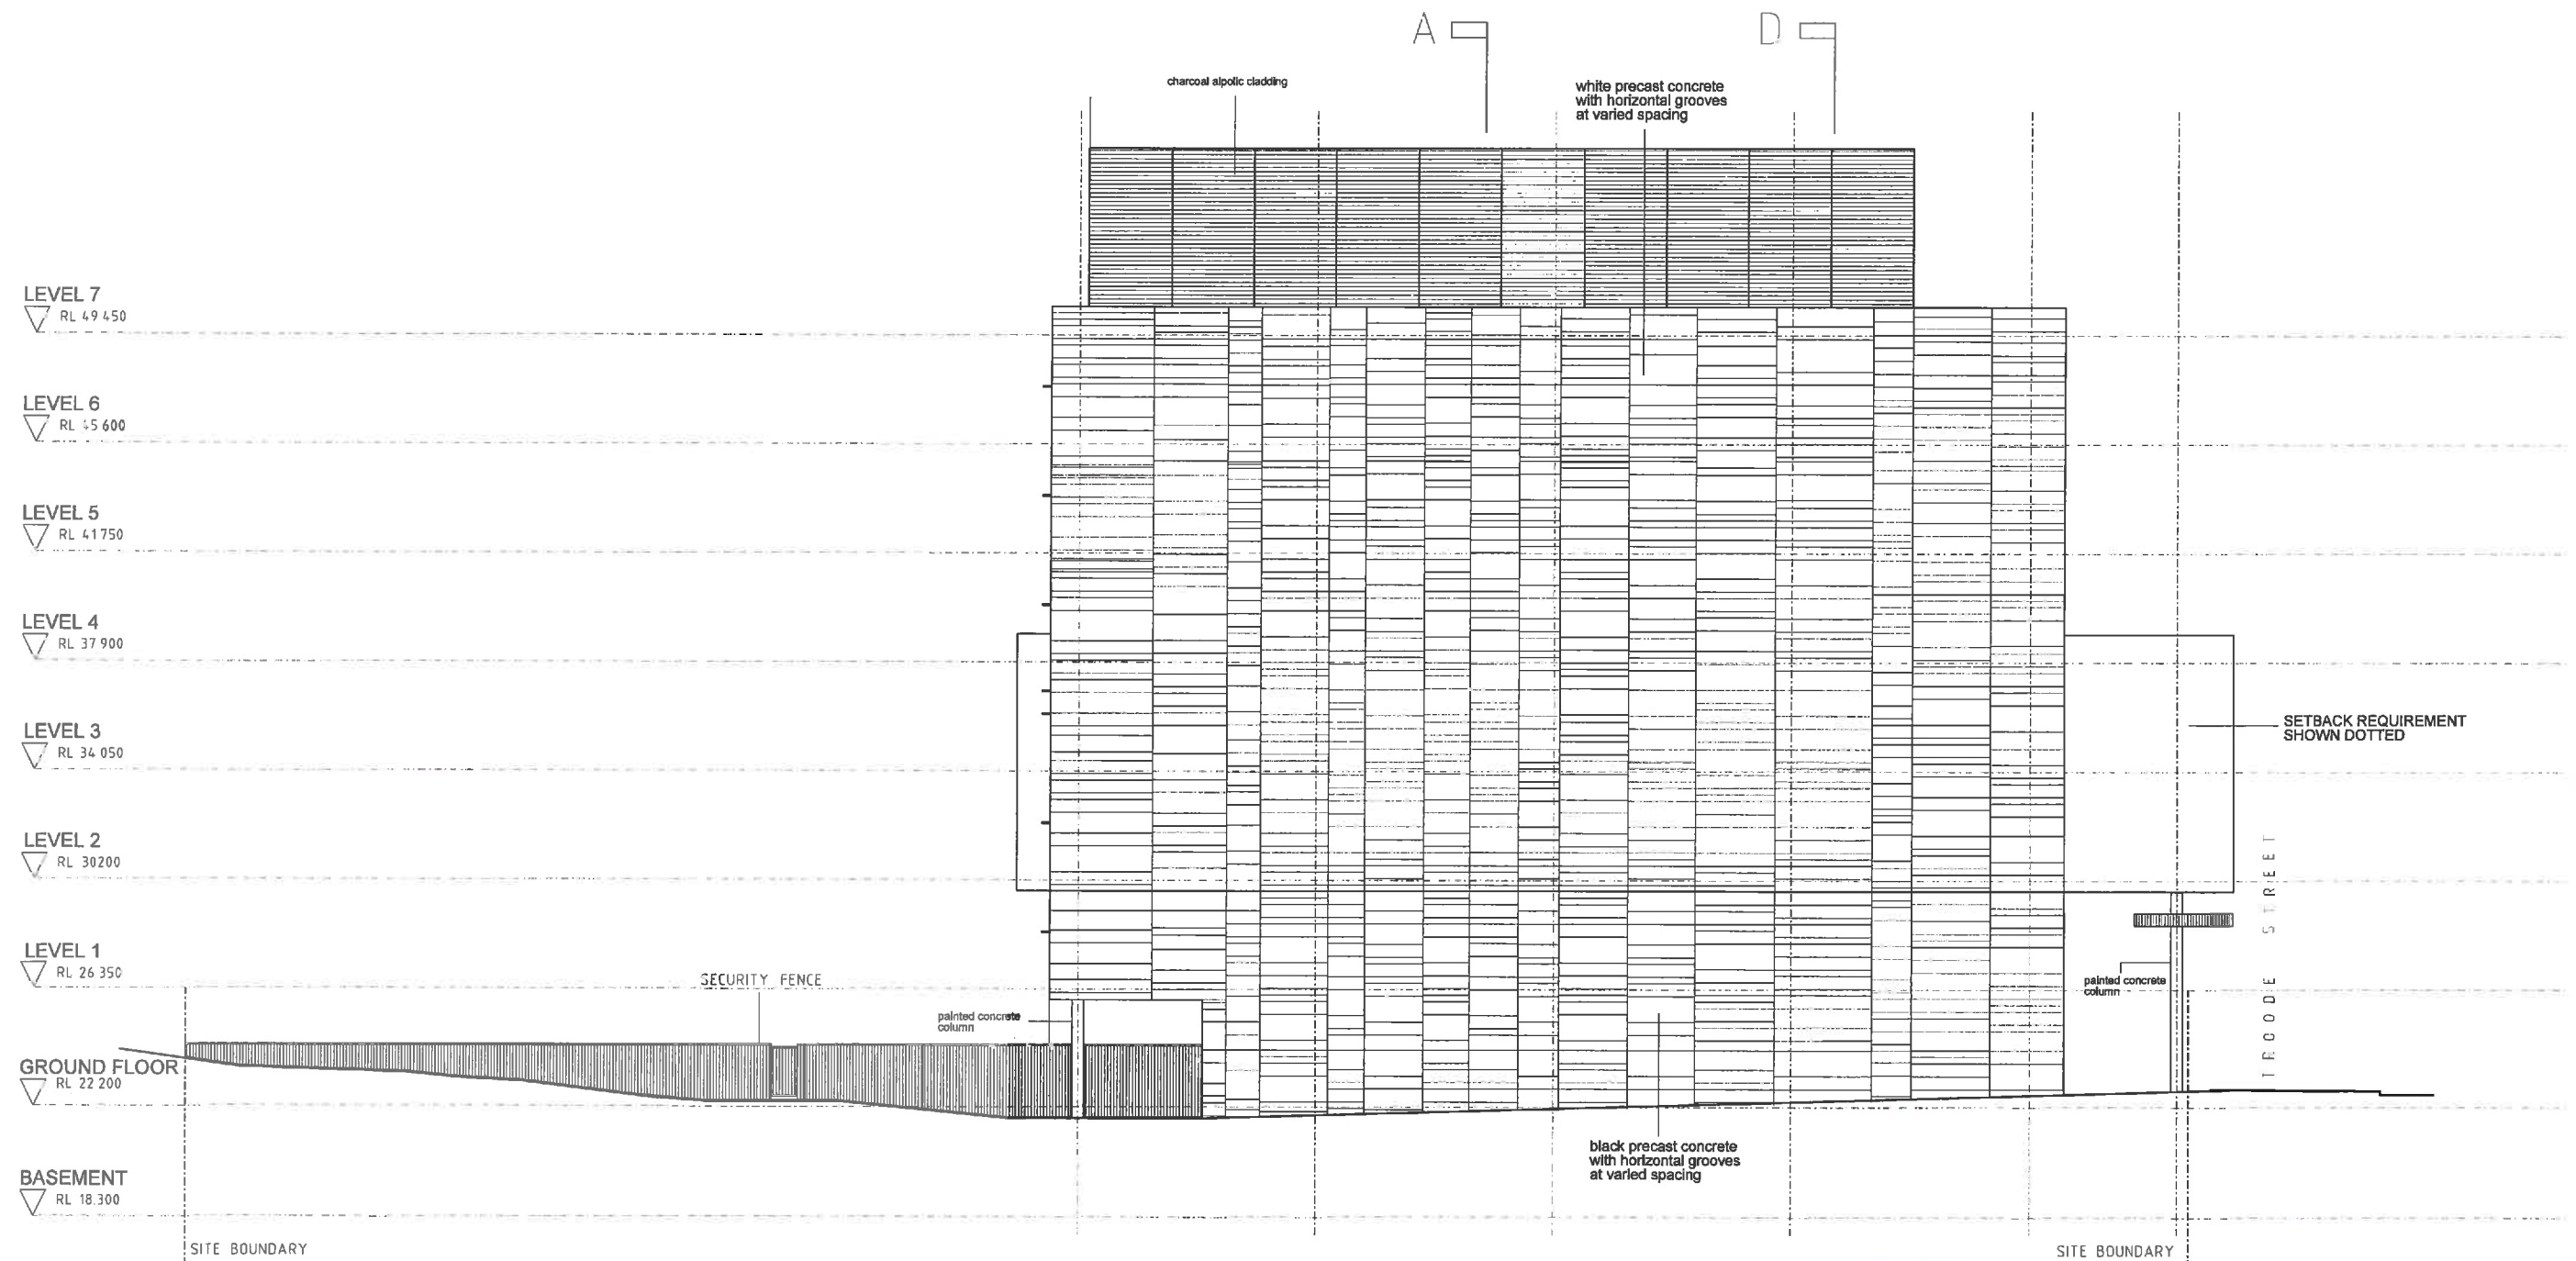 A
D
charcoal alpolic cladding
white precast concrete
with horizontal grooves
at varied spacing
LEVEL 7
RL 49 450
LEVEL 6
RL 45 600
LEVEL 5
RL 41750
LEVEL 4
RL 37 900
LEVEL 3
RL 34 050
SETBACK REQUIREMENT
SHOWN DOTTED
LEVEL 2
RL 30200
LEVEL 1
RL 26 350
SECURITY FENCE
painted concrete
column
painted concrete
column
TROODE STREET
GROUND FLOOR
RL 22 200
black precast concrete
with horizontal grooves
at varied spacing
BASEMENT
RL 18.300
SITE BOUNDARY
SITE BOUNDARY